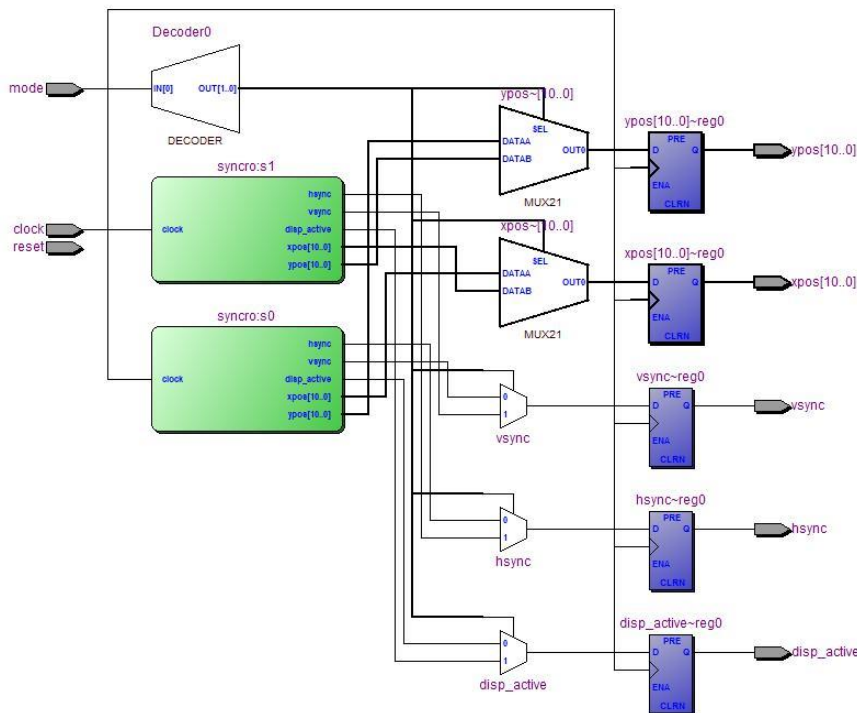 Decoder0
mode
IN[0]
OUT[1..0]
DECODER
ypos~[10..0]
SEL
DATAA
DATAB
OUT0
MUX21
ypos[10..0]~reg0
PRE
D
Q
ENA
CLRN
ypos[10..0]
syncro:s1
clock
reset
clock
hsync
vsync
disp_active
xpos[10..0]
ypos[10..0]
xpos~[10..0]
SEL
DATAA
DATAB
OUT0
MUX21
xpos[10..0]~reg0
PRE
D
Q
ENA
CLRN
xpos[10..0]
syncro:s0
clock
hsync
vsync
disp_active
xpos[10..0]
ypos[10..0]
0
1
vsync
vsync~reg0
PRE
D
Q
ENA
CLRN
vsync
0
1
hsync
hsync~reg0
PRE
D
Q
ENA
CLRN
hsync
0
1
disp_active
disp_active~reg0
PRE
D
Q
ENA
CLRN
disp_active